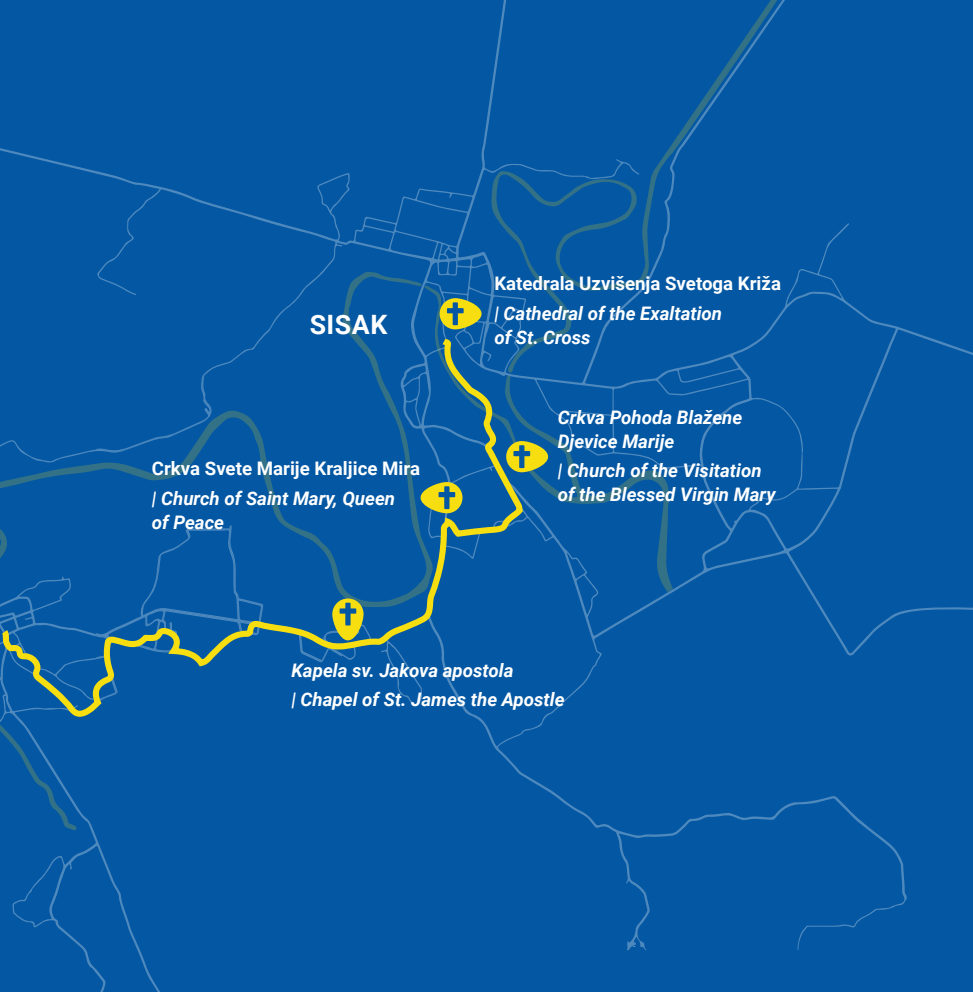 Katedrala Uzvišenja Svetoga Križa
| Cathedral of the Exaltation
of St. Cross
SISAK
Crkva Pohoda Blažene
Djevice Marije
| Church of the Visitation
of the Blessed Virgin Mary
Crkva Svete Marije Kraljice Mira
| Church of Saint Mary, Queen
of Peace
Kapela sv. Jakova apostola
| Chapel of St. James the Apostle